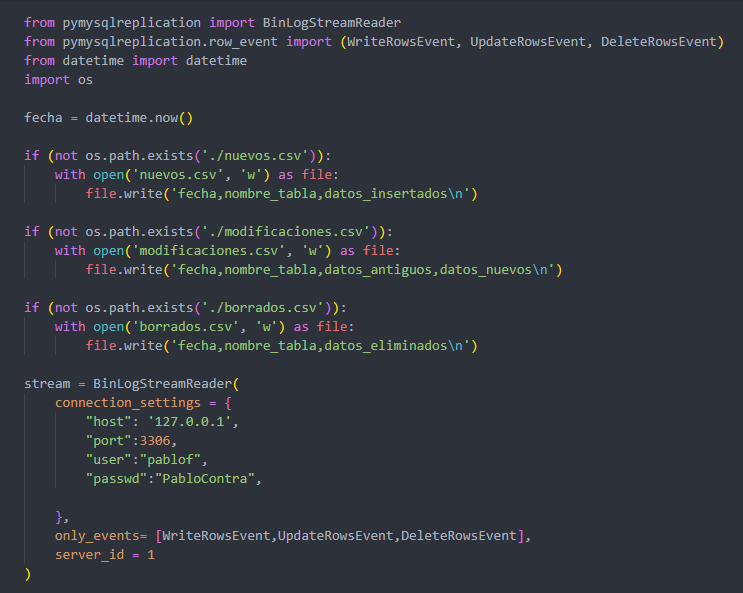 from pymysqlreplication import BinLogStreamReader
from pymysqlreplication.row_event import (WriteRowsEvent, UpdateRowsEvent, DeleteRowsEvent)
from datetime import datetime
import os

fecha = datetime.now()

if (not os.path.exists('./nuevos.csv')):
    with open('nuevos.csv', 'w') as file:
        file.write('fecha,nombre_tabla,datos_insertados\n')

if (not os.path.exists('./modificaciones.csv')):
    with open('modificaciones.csv', 'w') as file:
        file.write('fecha,nombre_tabla,datos_antiguos,datos_nuevos\n')

if (not os.path.exists('./borrados.csv')):
    with open('borrados.csv', 'w') as file:
        file.write('fecha,nombre_tabla,datos_eliminados\n')

stream = BinLogStreamReader(
    connection_settings = {
        "host": '127.0.0.1',
        "port":3306,
        "user":"pablof",
        "passwd":"PabloContra",

    },
    only_events= [WriteRowsEvent,UpdateRowsEvent,DeleteRowsEvent],
    server_id = 1
)